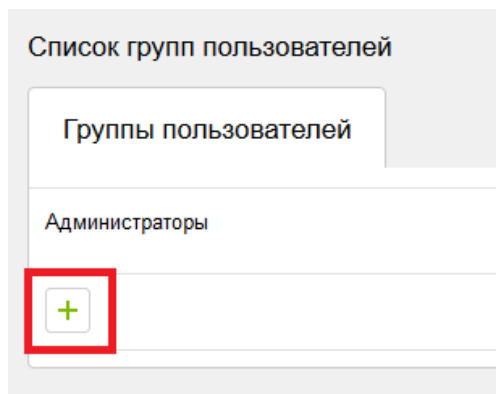 Список групп пользователей
Группы пользователей
Администраторы
+